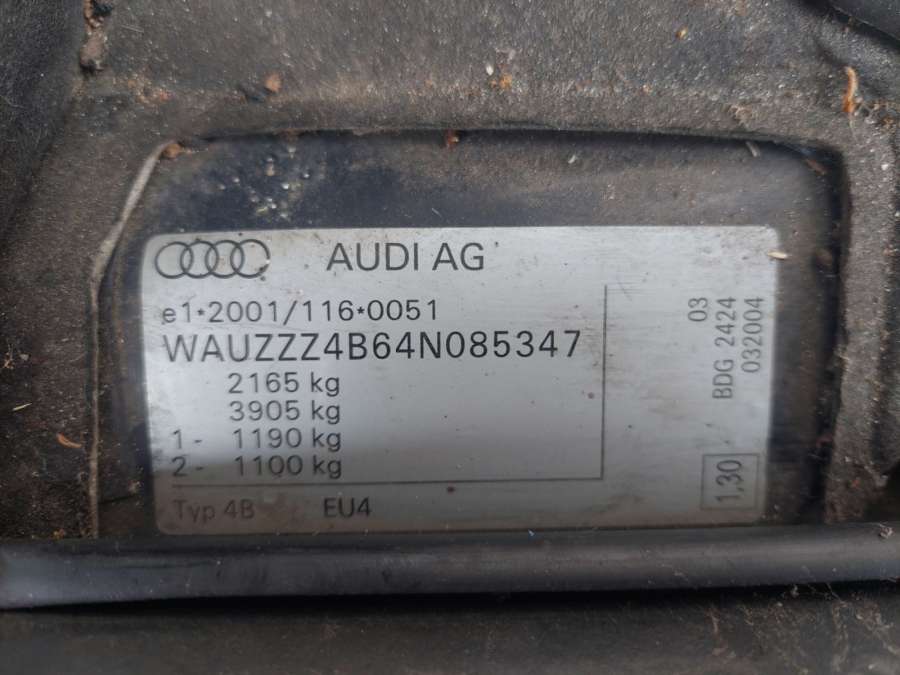 AUDI AG
e1*2001/116*0051
WAUZZZ4B64N085347
2165 kg
3905 kg
1- 1190 kg
2- 1100 kg
Typ 4B EU4
03
BDG 2424
032004
1,30